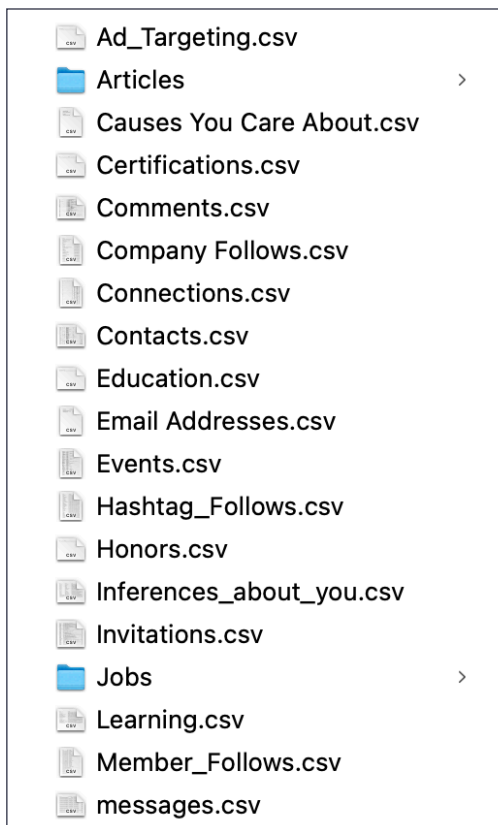 Ad_Targeting.csv
Articles
Causes You Care About.csv
Certifications.csv
Comments.csv
Company Follows.csv
Connections.csv
Contacts.csv
Education.csv
Email Addresses.csv
Events.csv
Hashtag_Follows.csv
Honors.csv
Inferences_about_you.csv
Invitations.csv
Jobs
Learning.csv
Member_Follows.csv
messages.csv